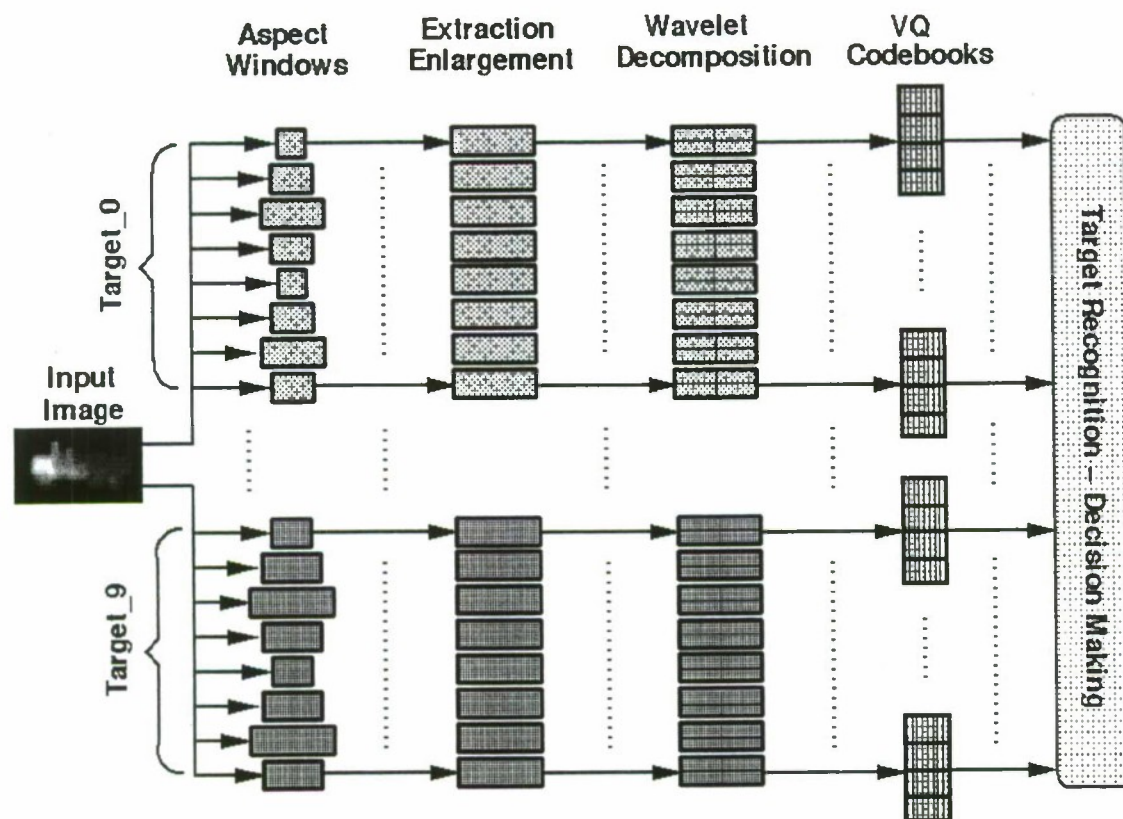 Aspect
Windows
Extraction
Enlargement
Wavelet
Decomposition
VQ
Codebooks
Target_0
Input
Image
Target_9
Target Recognition — Decision Making